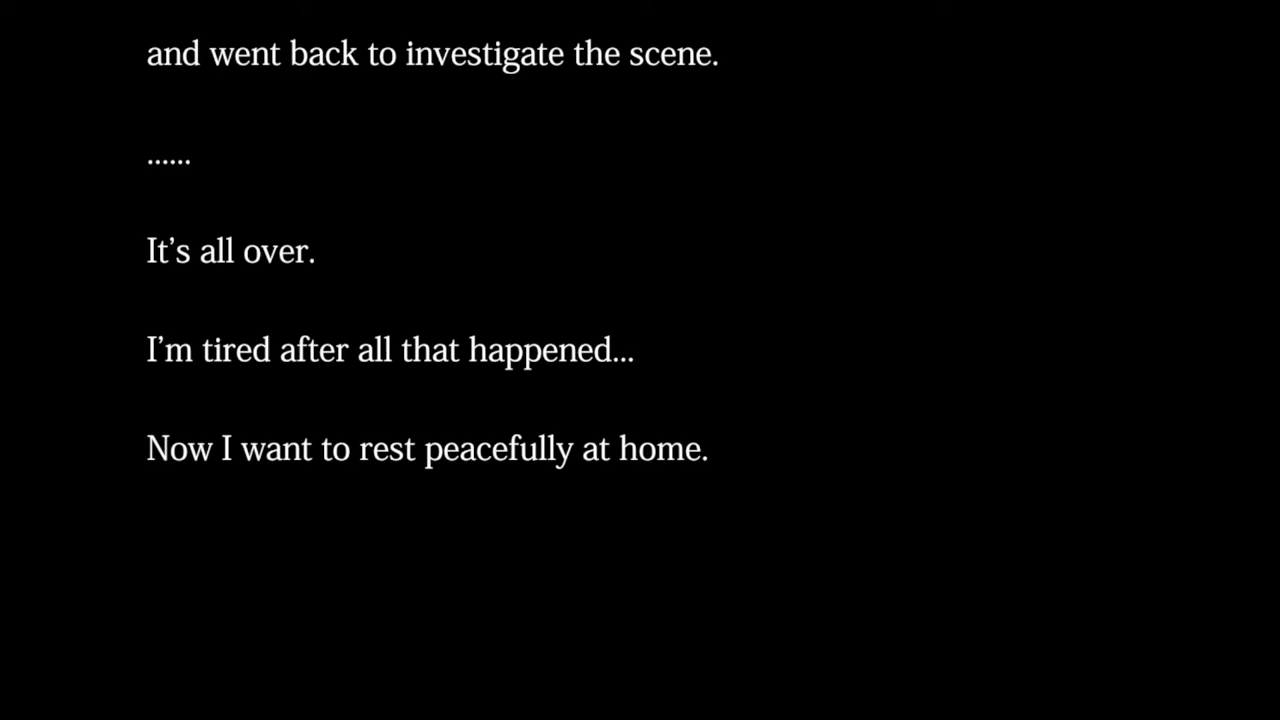 and went back to investigate the scene.
......
It’s all over.
I’m tired after all that happened...
Now I want to rest peacefully at home.